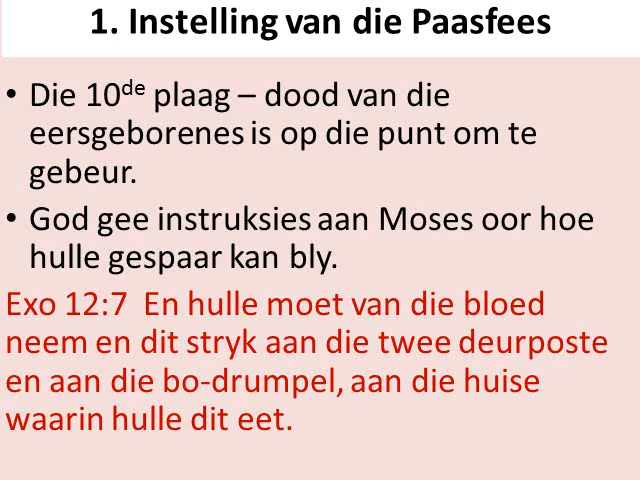 1. Instelling van die Paasfees
• Die 10de plaag – dood van die
eersgeborenes is op die punt om te
gebeur.
• God gee instruksies aan Moses oor hoe
hulle gespaar kan bly.
Exo 12:7 En hulle moet van die bloed
neem en dit stryk aan die twee deurposte
en aan die bo-drumpel, aan die huise
waarin hulle dit eet.